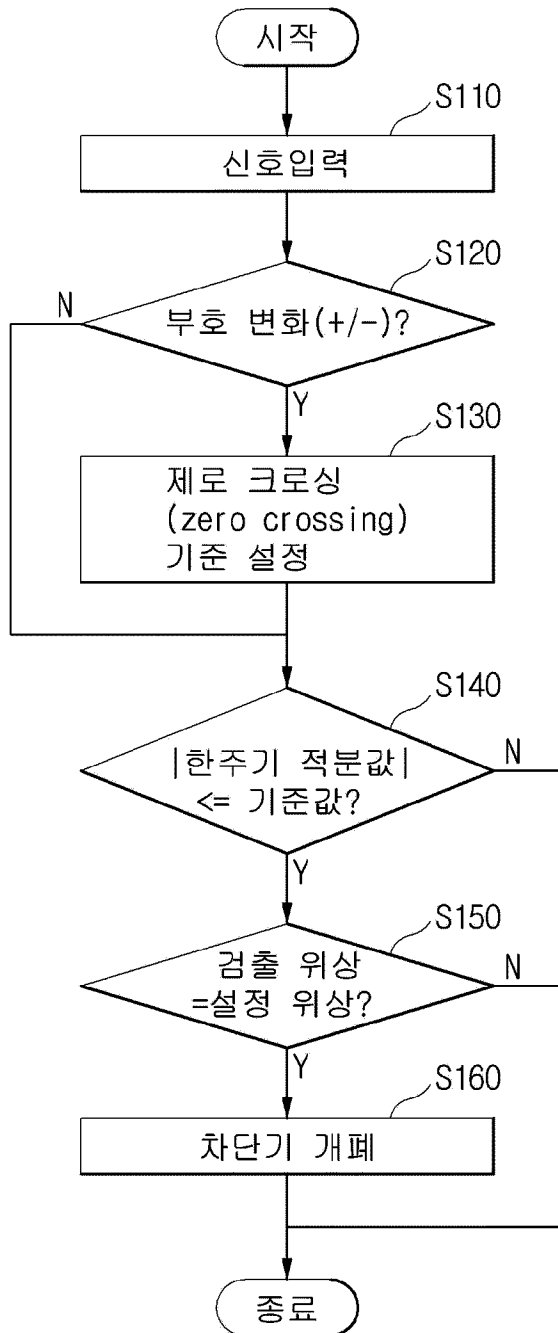 시작
S110
신호입력
S120
부호 변화(+/-)?
N
Y
S130
제로 크로싱
(zero crossing)
기준 설정
S140
|한주기 적분값|
<= 기준값?
N
Y
S150
검출 위상
=설정 위상?
N
Y
S160
차단기 개폐
종료